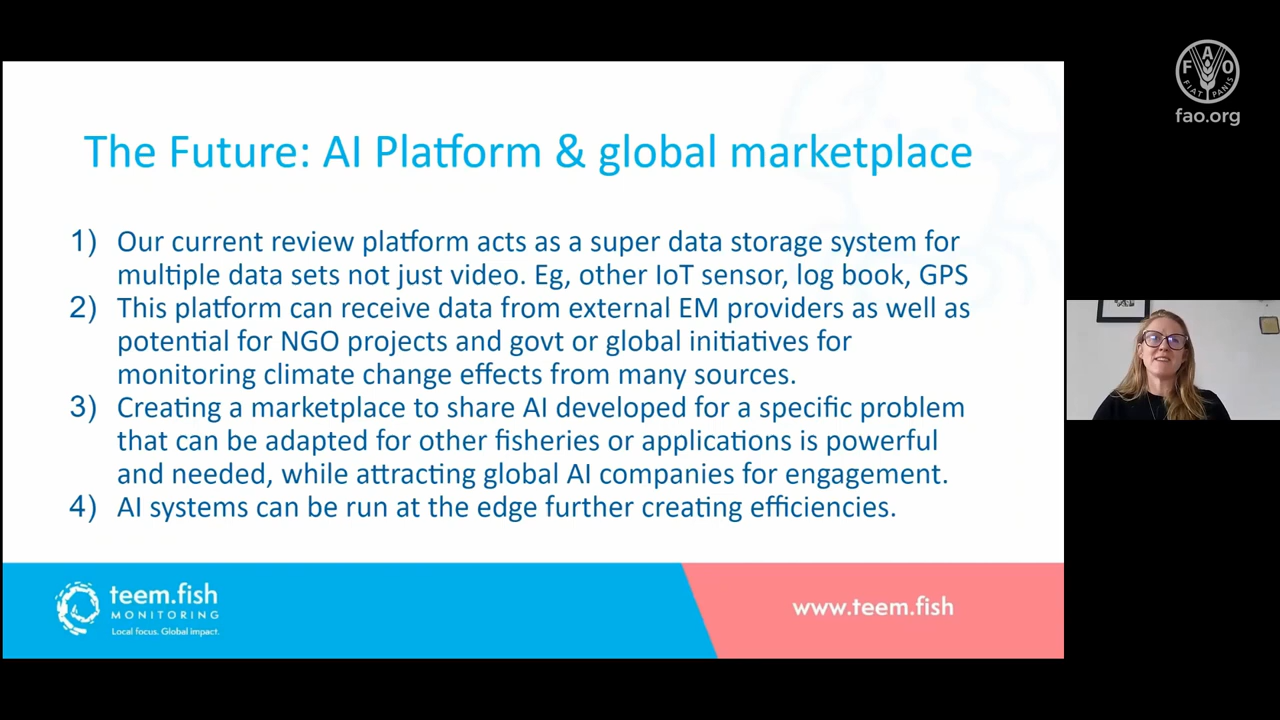 The Future: AI Platform & global marketplace
1) Our current review platform acts as a super data storage system for
multiple data sets not just video. Eg, other IoT sensor, log book, GPS
2) This platform can receive data from external EM providers as well as
potential for NGO projects and govt or global initiatives for
monitoring climate change effects from many sources.
3) Creating a marketplace to share AI developed for a specific problem
that can be adapted for other fisheries or applications is powerful
and needed, while attracting global AI companies for engagement.
4) AI systems can be run at the edge further creating efficiencies.
teem.fish
MONITORING
Local focus. Global impact.
www.teem.fish
F A O
FIAT PANIS
fao.org